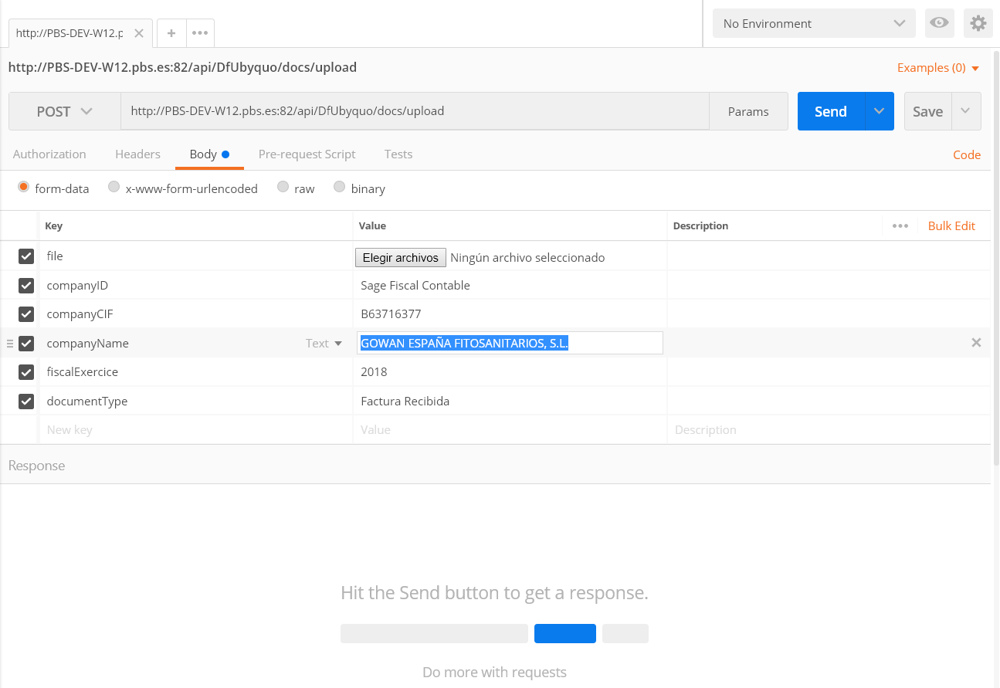 http://PBS-DEV-W12.p
No Environment
http://PBS-DEV-W12.pbs.es:82/api/DfUbyquo/docs/upload
Examples (0)
POST
http://PBS-DEV-W12.pbs.es:82/api/DfUbyquo/docs/upload
Params
Send
Save
Authorization Headers Body Pre-request Script Tests Code
form-data x-www-form-urlencoded raw binary
Key Value Description Bulk Edit
file Elegir archivos Ningún archivo seleccionado
companyID Sage Fiscal Contable
companyCIF B63716377
companyName Text GOWAN ESPAÑA FITOSANITARIOS, S.L.
fiscalExercice 2018
documentType Factura Recibida
New key Value Description
Response
Hit the Send button to get a response.
Do more with requests